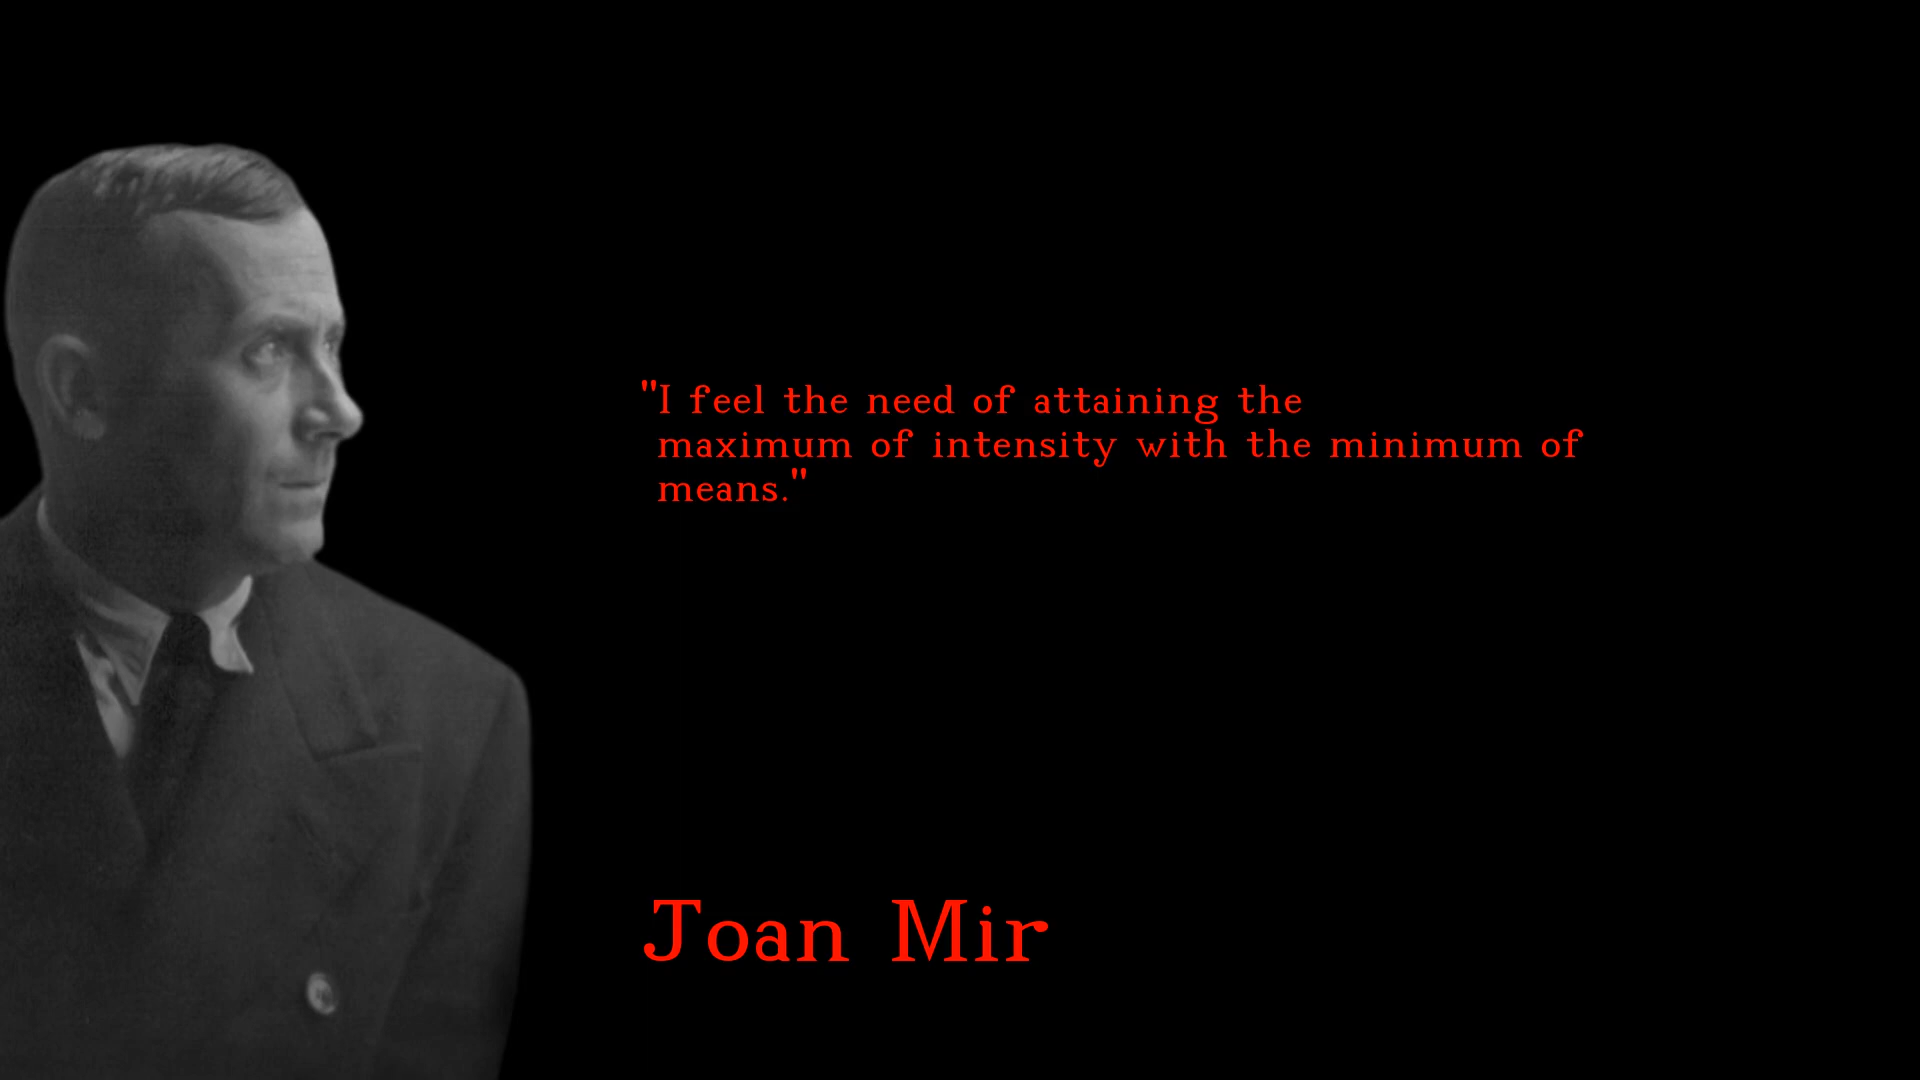 "I feel the need of attaining the
maximum of intensity with the minimum of
means."
Joan Mir